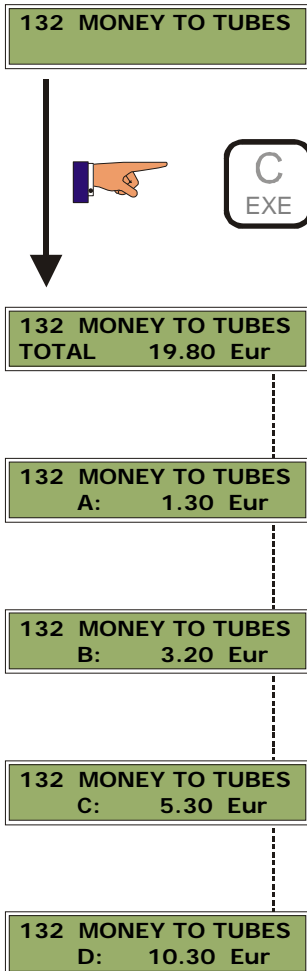 132 MONEY TO TUBES
C
EXE
132 MONEY TO TUBES
TOTAL 19.80 Eur
132 MONEY TO TUBES
A: 1.30 Eur
132 MONEY TO TUBES
B: 3.20 Eur
132 MONEY TO TUBES
C: 5.30 Eur
132 MONEY TO TUBES
D: 10.30 Eur